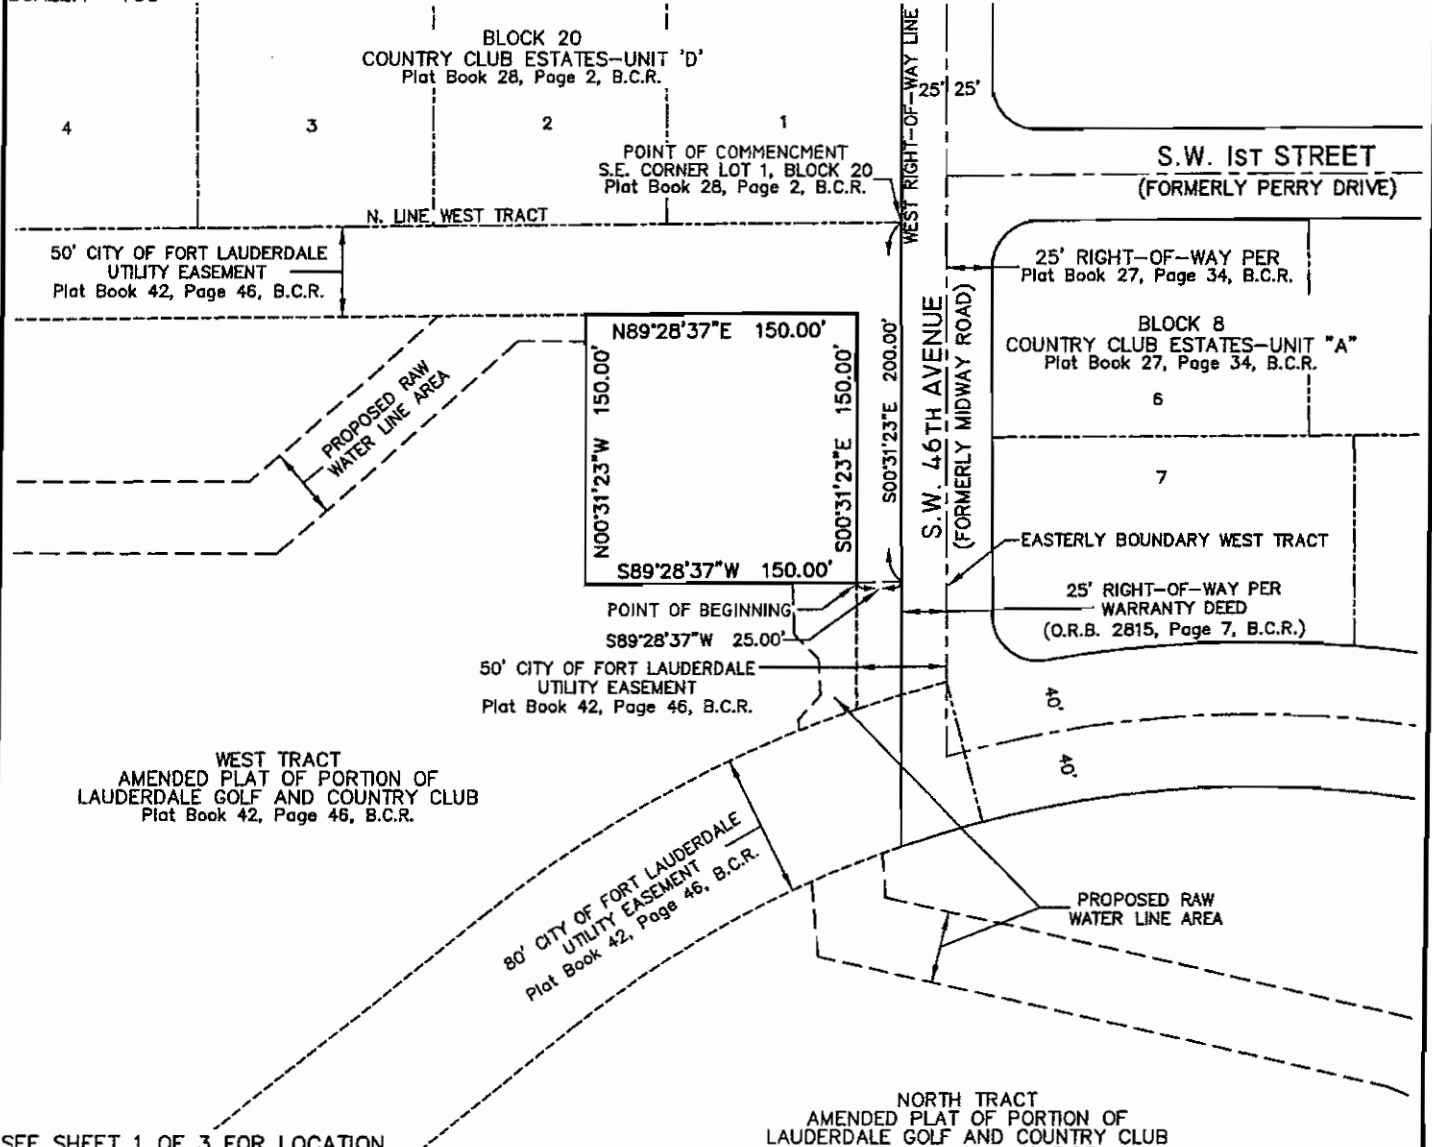 BLOCK 20
COUNTRY CLUB ESTATES-UNIT 'D'
Plat Book 28, Page 2, B.C.R.
4
3
2
1
WEST RIGHT-OF-WAY LINE
25'
25'
POINT OF COMMENCMENT
S.E. CORNER LOT 1, BLOCK 20
Plat Book 28, Page 2, B.C.R.
S.W. 1ST STREET
(FORMERLY PERRY DRIVE)
N. LINE WEST TRACT
50' CITY OF FORT LAUDERDALE
UTILITY EASEMENT
Plat Book 42, Page 46, B.C.R.
25' RIGHT-OF-WAY PER
Plat Book 27, Page 34, B.C.R.
BLOCK 8
COUNTRY CLUB ESTATES-UNIT "A"
Plat Book 27, Page 34, B.C.R.
6
7
N89°28'37"E 150.00'
N00°31'23"W 150.00'
S00°31'23"E 150.00'
S89°28'37"W 150.00'
S00°31'23"E 200.00'
S.W. 46TH AVENUE
(FORMERLY MIDWAY ROAD)
PROPOSED RAW
WATER LINE AREA
EASTERLY BOUNDARY WEST TRACT
25' RIGHT-OF-WAY PER
WARRANTY DEED
(O.R.B. 2815, Page 7, B.C.R.)
POINT OF BEGINNING
S89°28'37"W 25.00'
50' CITY OF FORT LAUDERDALE
UTILITY EASEMENT
Plat Book 42, Page 46, B.C.R.
40'
40'
WEST TRACT
AMENDED PLAT OF PORTION OF
LAUDERDALE GOLF AND COUNTRY CLUB
Plat Book 42, Page 46, B.C.R.
80' CITY OF FORT LAUDERDALE
UTILITY EASEMENT
Plat Book 42, Page 46, B.C.R.
PROPOSED RAW
WATER LINE AREA
NORTH TRACT
AMENDED PLAT OF PORTION OF
LAUDERDALE GOLF AND COUNTRY CLUB
SEE SHEET 1 OF 3 FOR LOCATION